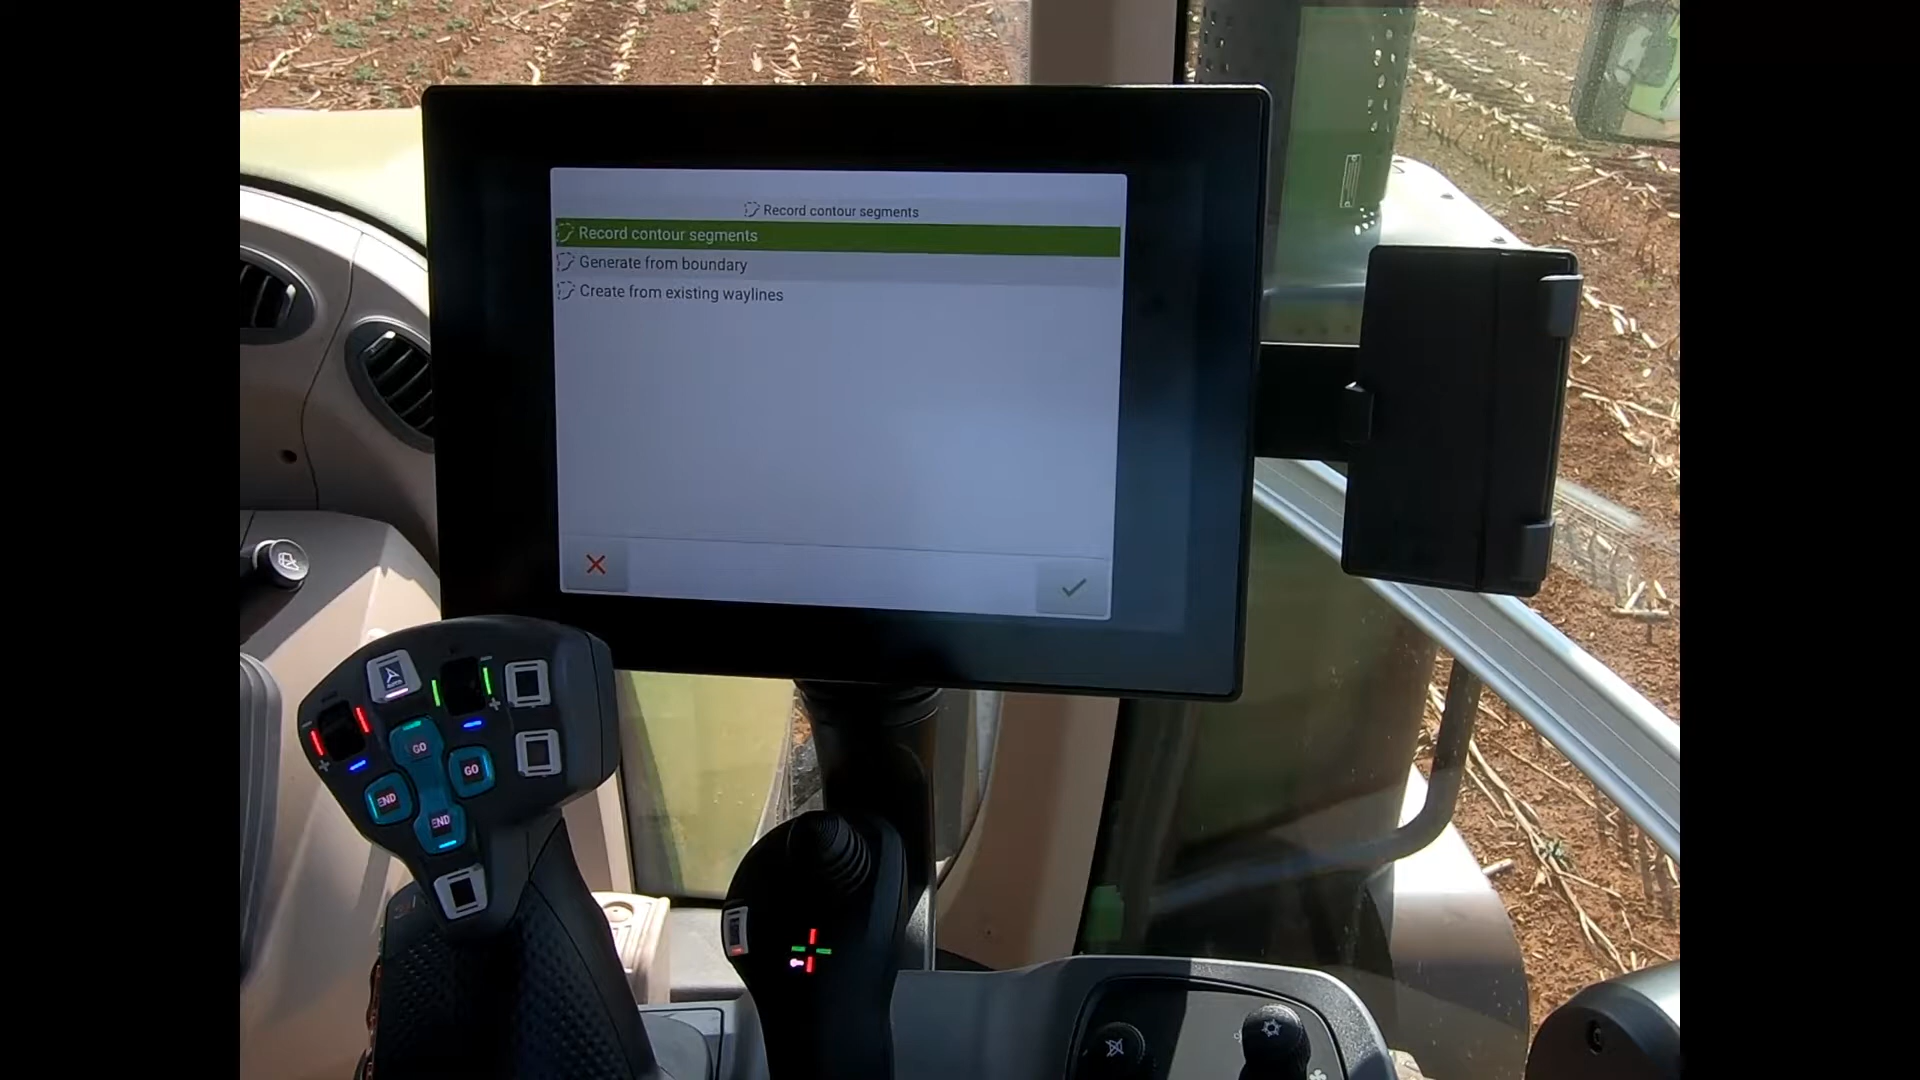 Record contour segments
Record contour segments
Generate from boundary
Create from existing waylines
GO
GO
END
END